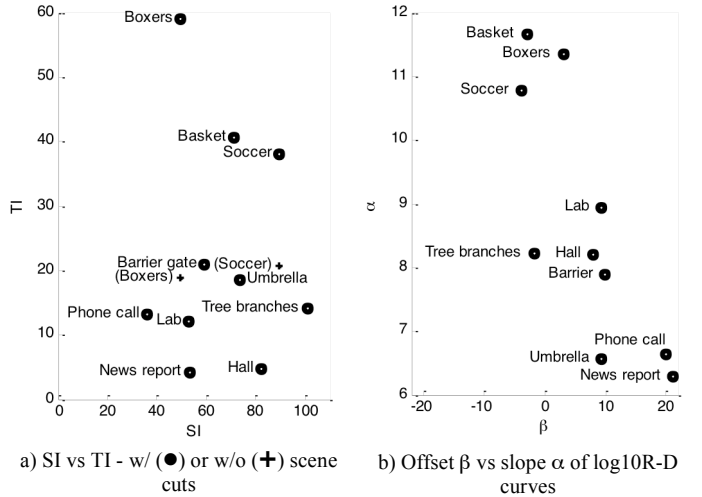 60
50
40
30
20
10
0
TI
Boxers
Basket
Soccer
Barrier gate
(Soccer)
(Boxers)
Umbrella
Phone call
Lab
Tree branches
News report
Hall
0 20 40 60 80 100
SI
a) SI vs TI - w/ (●) or w/o (+) scene
cuts
12
11
10
9
8
7
6
α
Basket
Boxers
Soccer
Lab
Tree branches
Hall
Barrier
Phone call
Umbrella
News report
-20 -10 0 10 20
β
b) Offset β vs slope α of log10R-D
curves